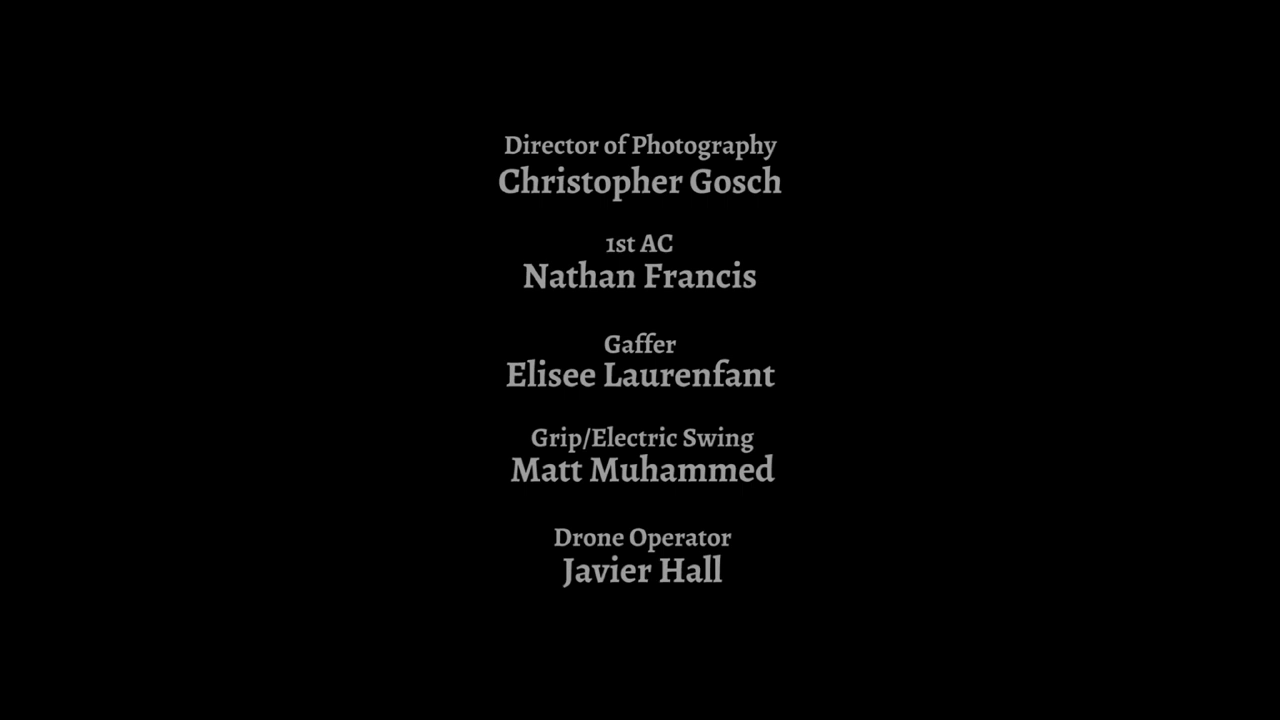 Director of Photography
Christopher Gosch
1st AC
Nathan Francis
Gaffer
Elisee Laurenfant
Grip/Electric Swing
Matt Muhammed
Drone Operator
Javier Hall